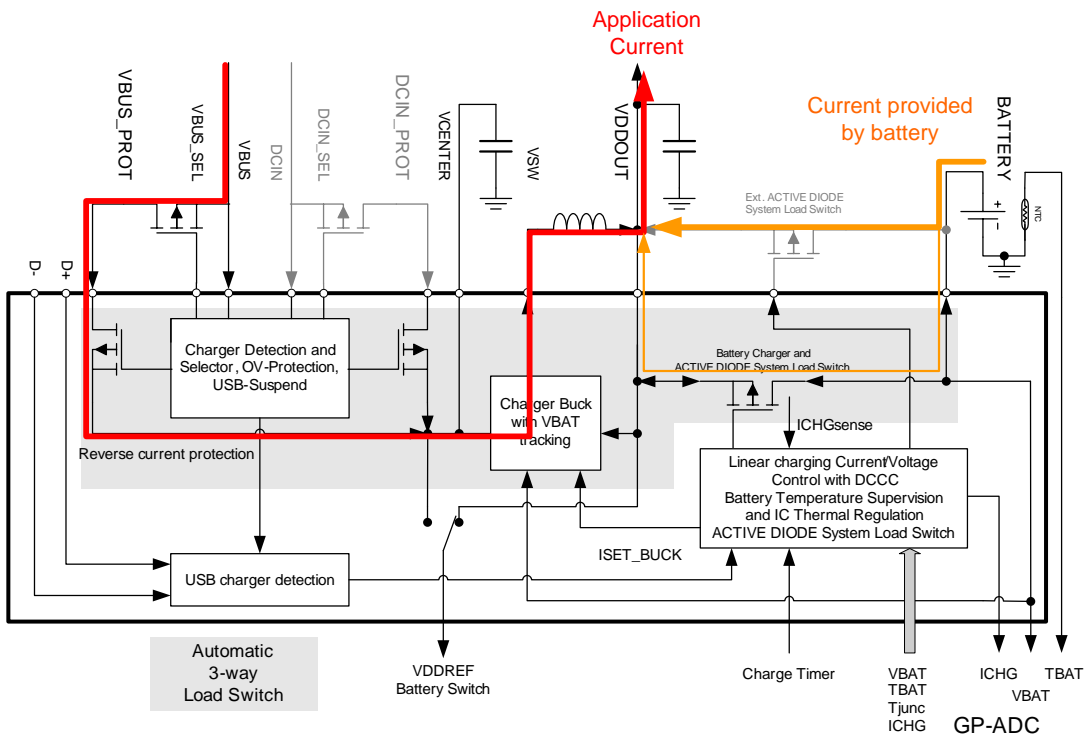 Application
Current
VBUS_PROT
VBUS_SEL
VBUS
DCIN
DCIN_SEL
DCIN_PROT
VCENTER
VSW
VDDOUT
Current provided
by battery
BATTERY
NTC
+
−
Ext. ACTIVE DIODE
System Load Switch
D-
D+
Charger Detection and
Selector, OV-Protection,
USB-Suspend
Battery Charger and
ACTIVE DIODE System Load Switch
Charger Buck
with VBAT
tracking
ICHGsense
Reverse current protection
Linear charging Current/Voltage
Control with DCCC
Battery Temperature Supervision
and IC Thermal Regulation
ACTIVE DIODE System Load Switch
ISET_BUCK
USB charger detection
Automatic
3-way
Load Switch
VDDREF
Battery Switch
Charge Timer
VBAT
TBAT
Tjunc
ICHG
ICHG
VBAT
TBAT
GP-ADC